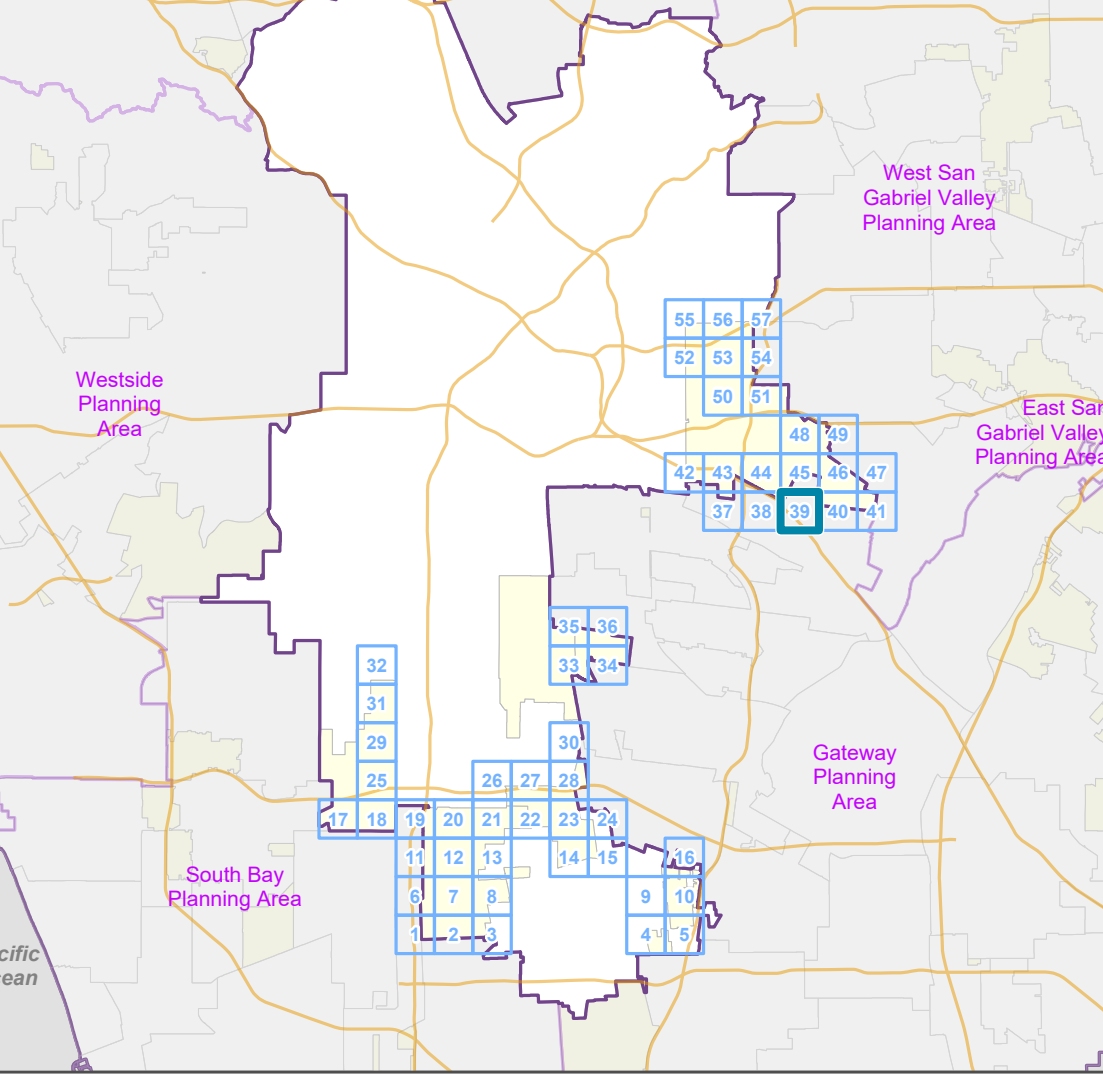 West San
Gabriel Valley
Planning Area
55 56 57
52 53 54
Westside
Planning
Area
50 51
East San
Gabriel Valley
Planning Area
48 49
42 43 44 45 46 47
37 38 39 40 41
35 36
33 34
32
31
29
30
25
26 27 28
Gateway
Planning
Area
17 18 19 20 21 22 23 24
11 12 13 14 15 16
South Bay
Planning Area
6 7 8 9 10
1 2 3 4 5
cific
ean